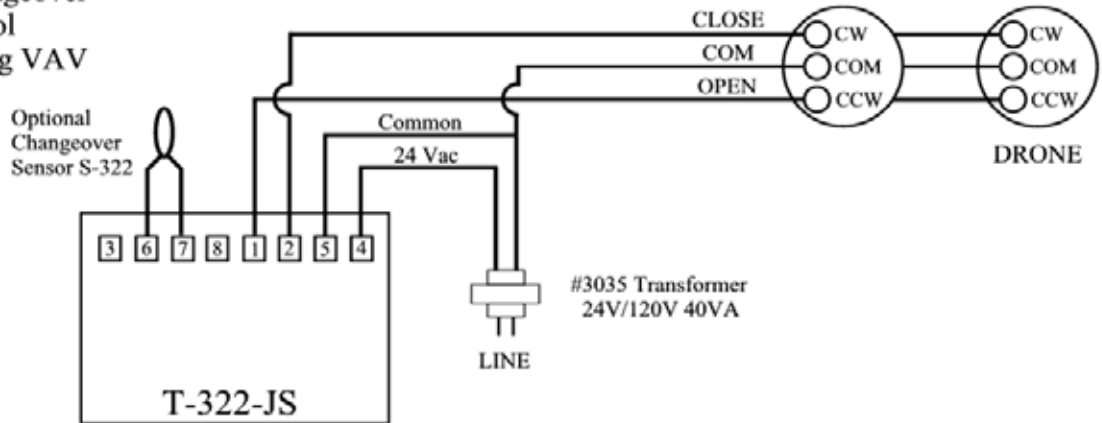 g VAV
CLOSE
CW
CW
COM
COM
COM
OPEN
CCW
CCW
Optional
Changeover
Sensor S-322
Common
24 Vac
DRONE
3 6 7 8 1 2 5 4
#3035 Transformer
24V/120V 40VA
LINE
T-322-JS